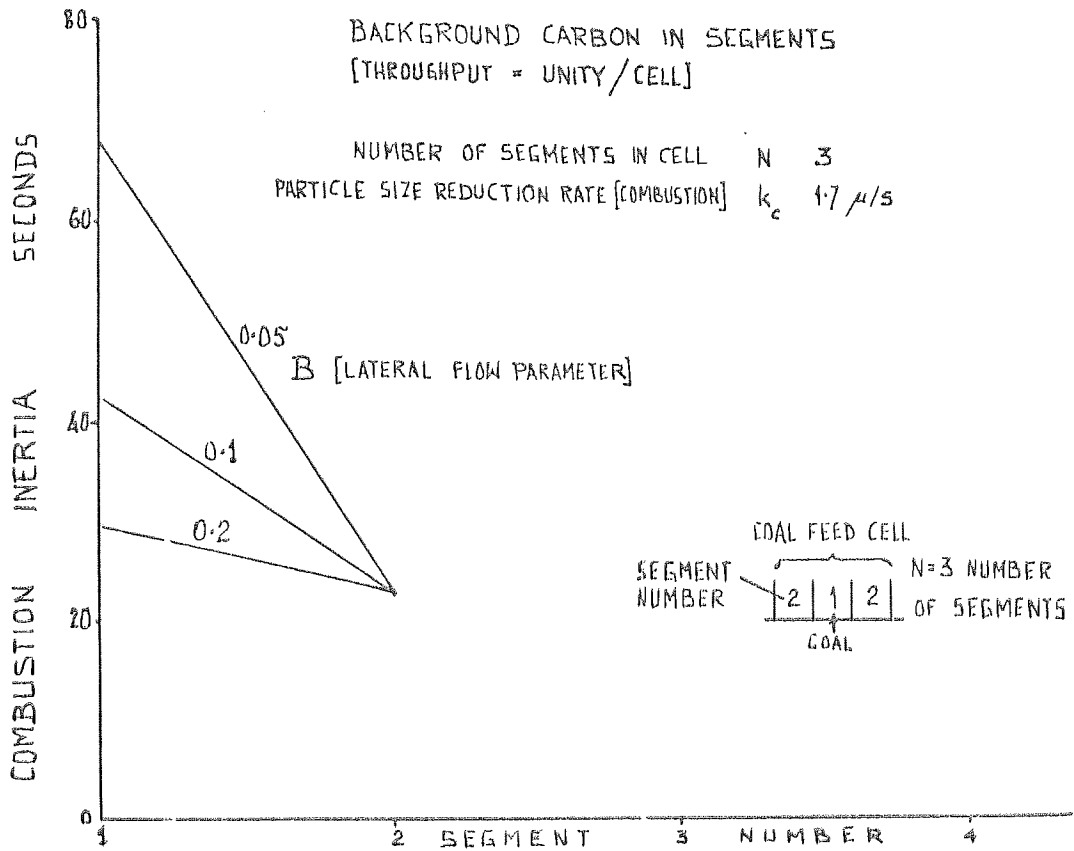 BACKGROUND CARBON IN SEGMENTS
[THROUGHPUT = UNITY/CELL]
NUMBER OF SEGMENTS IN CELL N 3
PARTICLE SIZE REDUCTION RATE [COMBUSTION] k_c 1·7 μ/s
80
60
40
20
0
COMBUSTION INERTIA SECONDS
0·05
B [LATERAL FLOW PARAMETER]
0·1
0·2
COAL FEED CELL
SEGMENT NUMBER
2 1 2
N=3 NUMBER
OF SEGMENTS
COAL
1 2 3 4
SEGMENT NUMBER